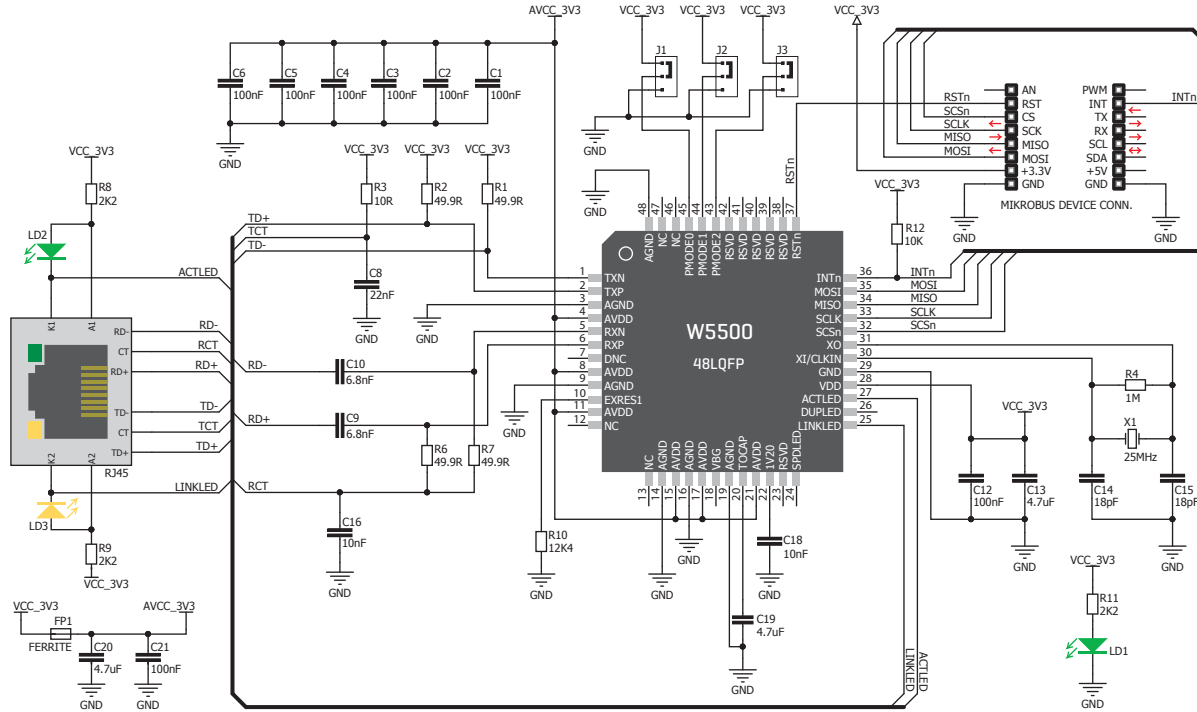 AVCC_3V3
VCC_3V3
VCC_3V3
VCC_3V3
VCC_3V3
J1
J2
J3
C6
100nF
C5
100nF
C4
100nF
C3
100nF
C2
100nF
C1
100nF
GND
GND
AN
RST
CS
SCK
MISO
MOSI
+3.3V
GND
PWM
INT
TX
RX
SCL
SDA
+5V
GND
RSTn
SCSn
SCLK
MISO
MOSI
INTn
MIKROBUS DEVICE CONN.
GND
GND
VCC_3V3
R8
2K2
LD2
ACTLED
VCC_3V3
R3
10R
VCC_3V3
R2
49.9R
VCC_3V3
R1
49.9R
TD+
TCT
TD-
C8
22nF
GND
GND
GND
RSTn
VCC_3V3
R12
10K
48
47
46
45
44
43
42
41
40
39
38
37
AGND
NC
NC
PMODE0
PMODE1
PMODE2
RSVD
RSVD
RSVD
RSVD
RSVD
RSTn
1 TXN
2 TXP
3 AGND
4 AVDD
5 RXN
6 RXP
7 DNC
8 AVDD
9 AGND
10 EXRES1
11 AVDD
12 NC
W5500
48LQFP
INTn 36 INTn
MOSI 35 MOSI
MISO 34 MISO
SCLK 33 SCLK
SCSn 32 SCSn
XO 31
XI/CLKIN 30
GND 29
VDD 28
ACTLED 27
DUPLED 26
LINKLED 25
NC
AGND
AVDD
AGND
AVDD
VBG
AGND
TOCAP
AVDD
1V20
RSVD
SPDLED
13
14
15
16
17
18
19
20
21
22
23
24
K1
A1
RD-
CT
RD+
TD-
CT
TD+
K2
A2
RJ45
RD-
RCT
RD+
TD-
TCT
TD+
LINKLED
RD-
RD+
RCT
C10
6.8nF
C9
6.8nF
R6
49.9R
R7
49.9R
GND
C16
10nF
GND
R10
12K4
GND
GND
GND
C18
10nF
GND
C19
4.7uF
GND
R4
1M
X1
25MHz
C14
18pF
C15
18pF
GND
VCC_3V3
C12
100nF
C13
4.7uF
GND
LD3
R9
2K2
VCC_3V3
VCC_3V3
FP1
FERRITE
AVCC_3V3
C20
4.7uF
C21
100nF
GND
GND
VCC_3V3
R11
2K2
LD1
GND
LINKLED
ACTLED